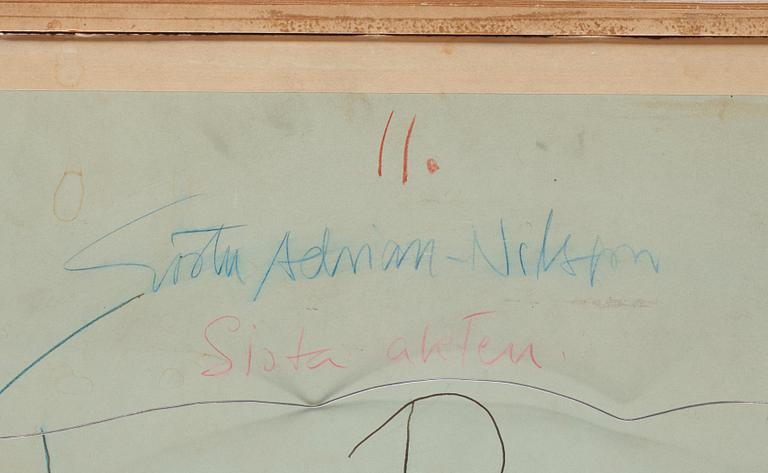 11.
Gösta Adrian-Nilsson
Sista akten.